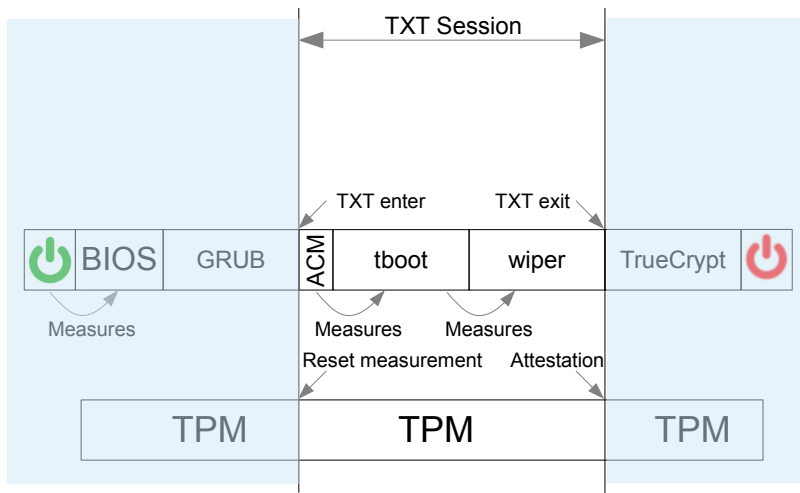 TXT Session
TXT enter
TXT exit
BIOS
GRUB
ACM
tboot
wiper
TrueCrypt
Measures
Measures
Measures
Reset measurement
Attestation
TPM
TPM
TPM